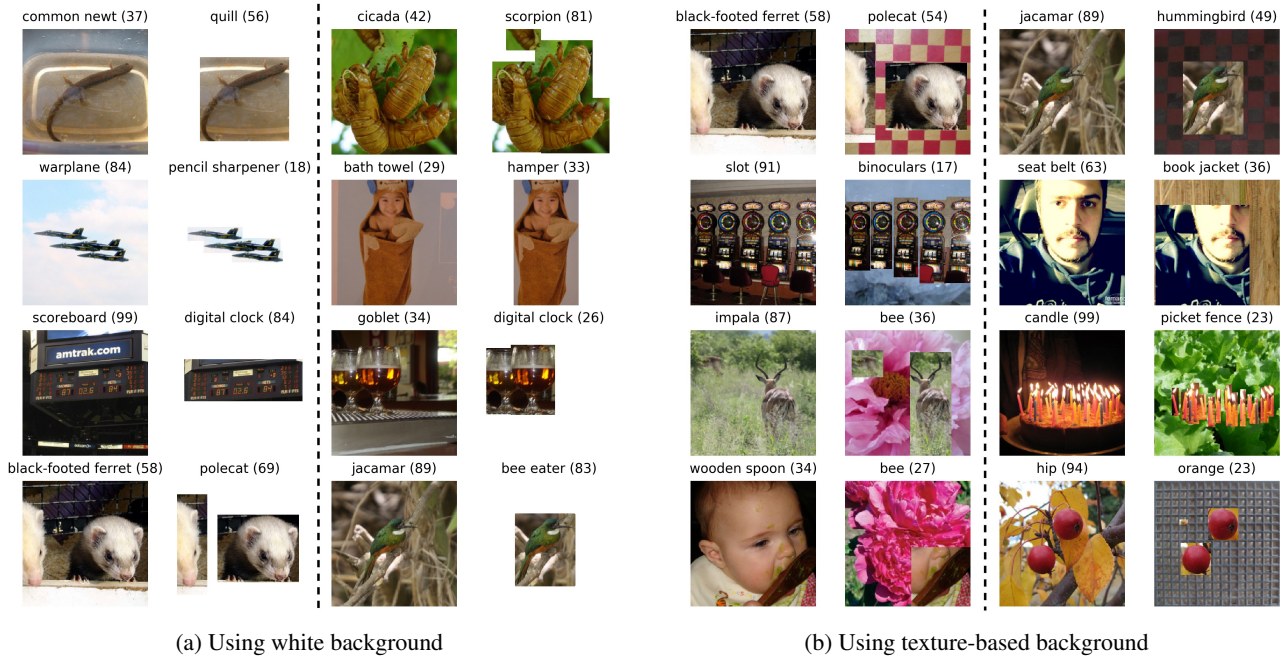 common newt (37) quill (56) cicada (42) scorpion (81) black-footed ferret (58) polecat (54) jacamar (89) hummingbird (49)
warplane (84) pencil sharpener (18) bath towel (29) hamper (33) slot (91) binoculars (17) seat belt (63) book jacket (36)
scoreboard (99) digital clock (84) goblet (34) digital clock (26) impala (87) bee (36) candle (99) picket fence (23)
amtrak.com
black-footed ferret (58) polecat (69) jacamar (89) bee eater (83) wooden spoon (34) bee (27) hip (94) orange (23)
(a) Using white background (b) Using texture-based background